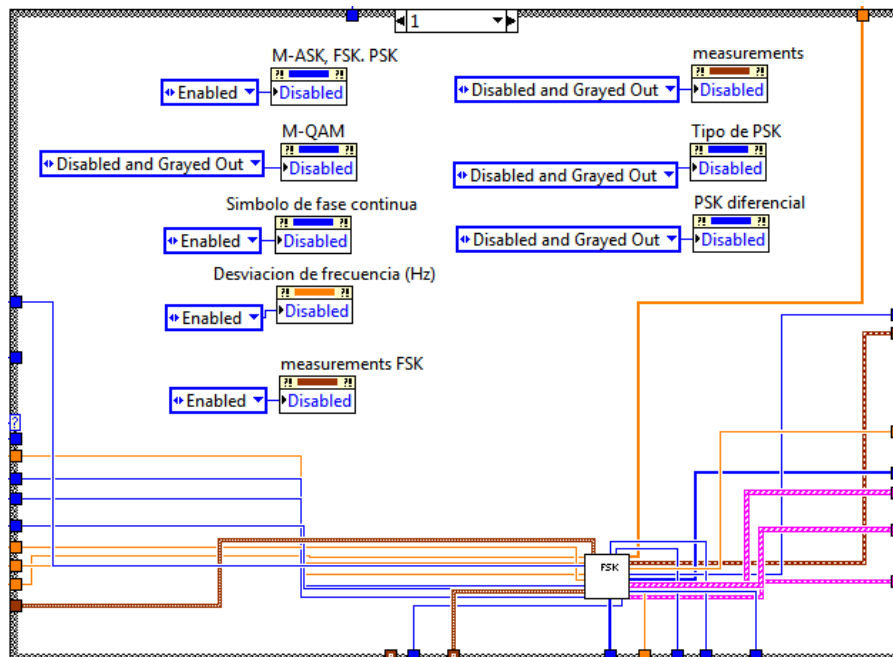 1
M-ASK, FSK. PSK
Enabled
Disabled
measurements
Disabled and Grayed Out
Disabled
M-QAM
Disabled and Grayed Out
Disabled
Tipo de PSK
Disabled and Grayed Out
Disabled
Simbolo de fase continua
Enabled
Disabled
PSK diferencial
Disabled and Grayed Out
Disabled
Desviacion de frecuencia (Hz)
Enabled
Disabled
measurements FSK
Enabled
Disabled
?
FSK